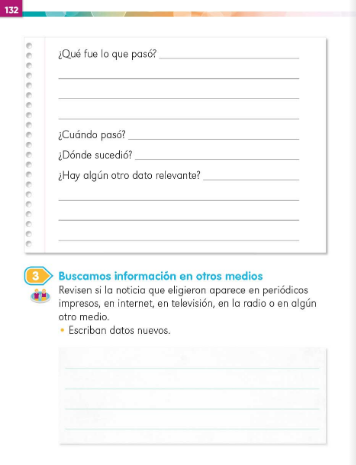 132
¿Qué fue lo que pasó?
¿Cuándo pasó?
¿Dónde sucedió?
¿Hay algún otro dato relevante?
3 Buscamos información en otros medios
Revisen si la noticia que eligieron aparece en periódicos
impresos, en internet, en televisión, en la radio o en algún
otro medio.
• Escriban datos nuevos.